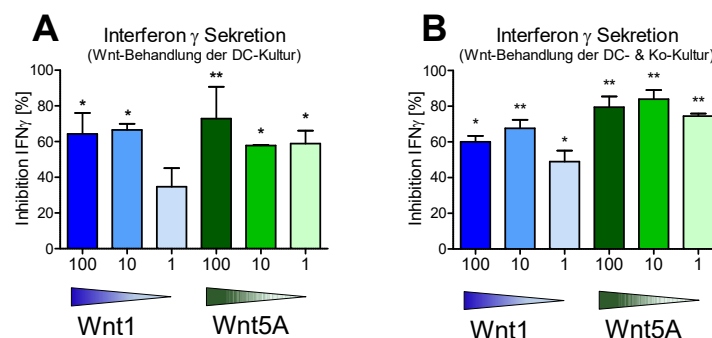 A
Interferon γ Sekretion
(Wnt-Behandlung der DC-Kultur)
Inhibition IFNγ [%]
100
80
60
40
20
0
* * ** * *
100 10 1 100 10 1
Wnt1 Wnt5A
B
Interferon γ Sekretion
(Wnt-Behandlung der DC- & Ko-Kultur)
Inhibition IFNγ [%]
100
80
60
40
20
0
* ** * ** ** **
100 10 1 100 10 1
Wnt1 Wnt5A